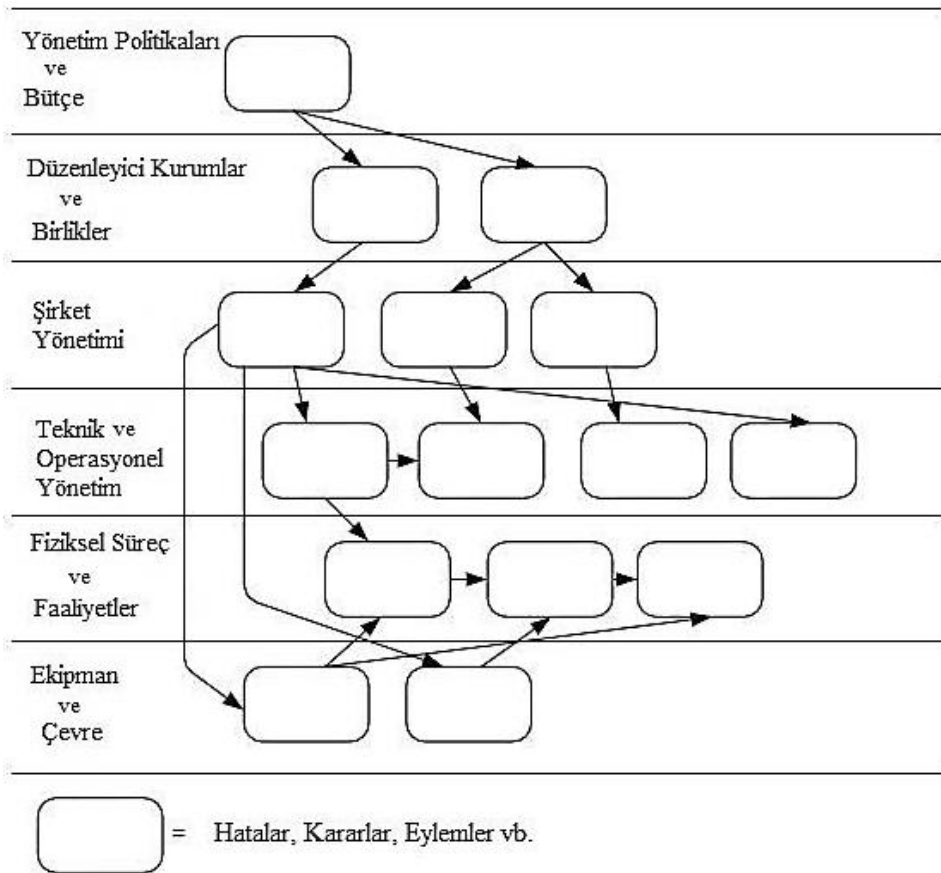 Yönetim Politikaları
ve
Bütçe
Düzenleyici Kurumlar
ve
Birlikler
Şirket
Yönetimi
Teknik ve
Operasyonel
Yönetim
Fiziksel Süreç
ve
Faaliyetler
Ekipman
ve
Çevre
= Hatalar, Kararlar, Eylemler vb.